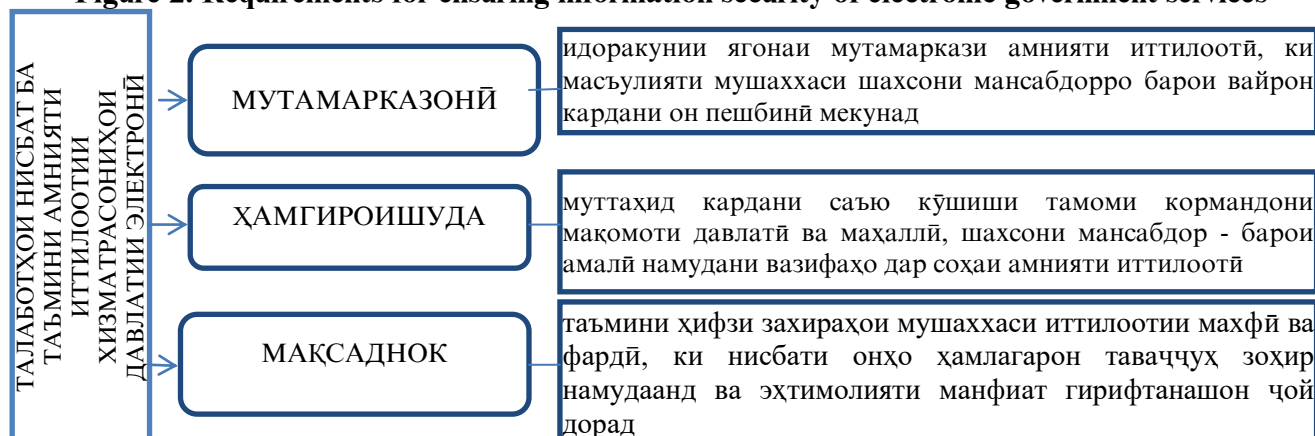 Figure 2. Requirements for ensuring information security of electronic government services
ТАЛАБОТҲОИ НИСБАТ БА
ТАЪМИНИ АМНИЯТИ
ИТТИЛООТИИ
ХИЗМАТРАСОНИҲОИ
ДАВЛАТИИ ЭЛЕКТРОНӢ
МУТАМАРКАЗОНӢ
идоракунии ягонаи мутамаркази амнияти иттилоотӣ, ки
масъулияти мушаххаси шахсони мансабдорро барои вайрон
кардани он пешбинӣ мекунад
ҲАМГИРОИШУДА
муттаҳид кардани саъю кӯшиши тамоми кормандони
мақомоти давлатӣ ва маҳаллӣ, шахсони мансабдор - барои
амалӣ намудани вазифаҳо дар соҳаи амнияти иттилоотӣ
МАҚСАДНОК
таъмини ҳифзи захираҳои мушаххаси иттилоотии махфӣ ва
фардӣ, ки нисбати онҳо ҳамлагарон таваҷҷуҳ зоҳир
намудаанд ва эҳтимолияти манфиат гирифтанашон ҷой
дорад